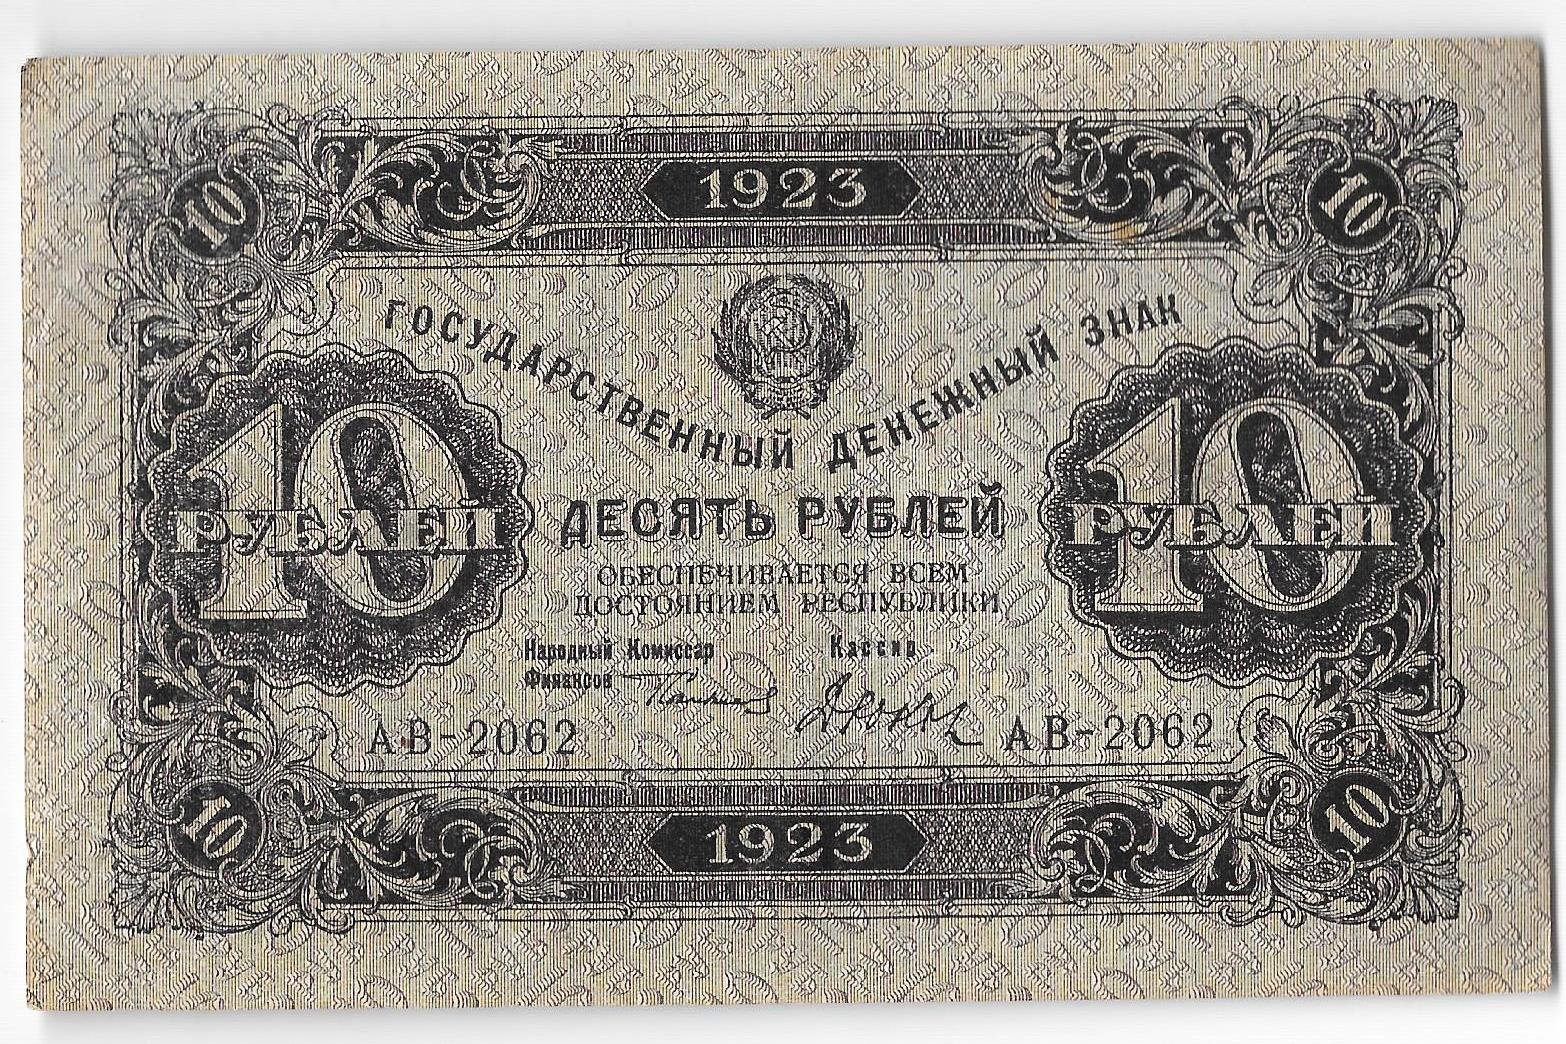 10 1923 10
ГОСУДАРСТВЕННЫЙ ДЕНЕЖНЫЙ ЗНАК
10 РУБЛЕЙ
10 РУБЛЕЙ
ДЕСЯТЬ РУБЛЕЙ
ОБЕСПЕЧИВАЕТСЯ ВСЕМ
ДОСТОЯНИЕМ РЕСПУБЛИКИ
Народный Комиссар
Финансов
Кассир
АВ-2062 АВ-2062
10 1923 10